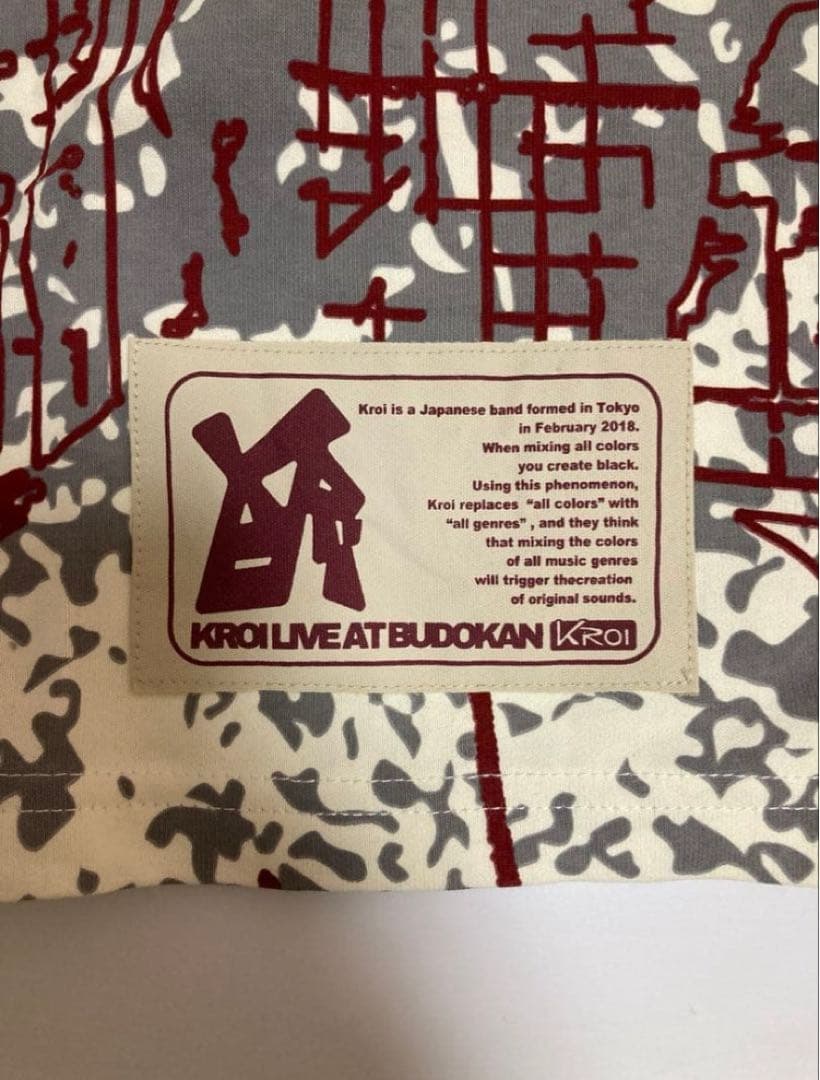 Kroi is a Japanese band formed in Tokyo
in February 2018.
When mixing all colors
you create black.
Using this phenomenon,
Kroi replaces “all colors” with
“all genres” , and they think
that mixing the colors
of all music genres
will trigger thecreation
of original sounds.
KROI LIVE AT BUDOKAN KROI